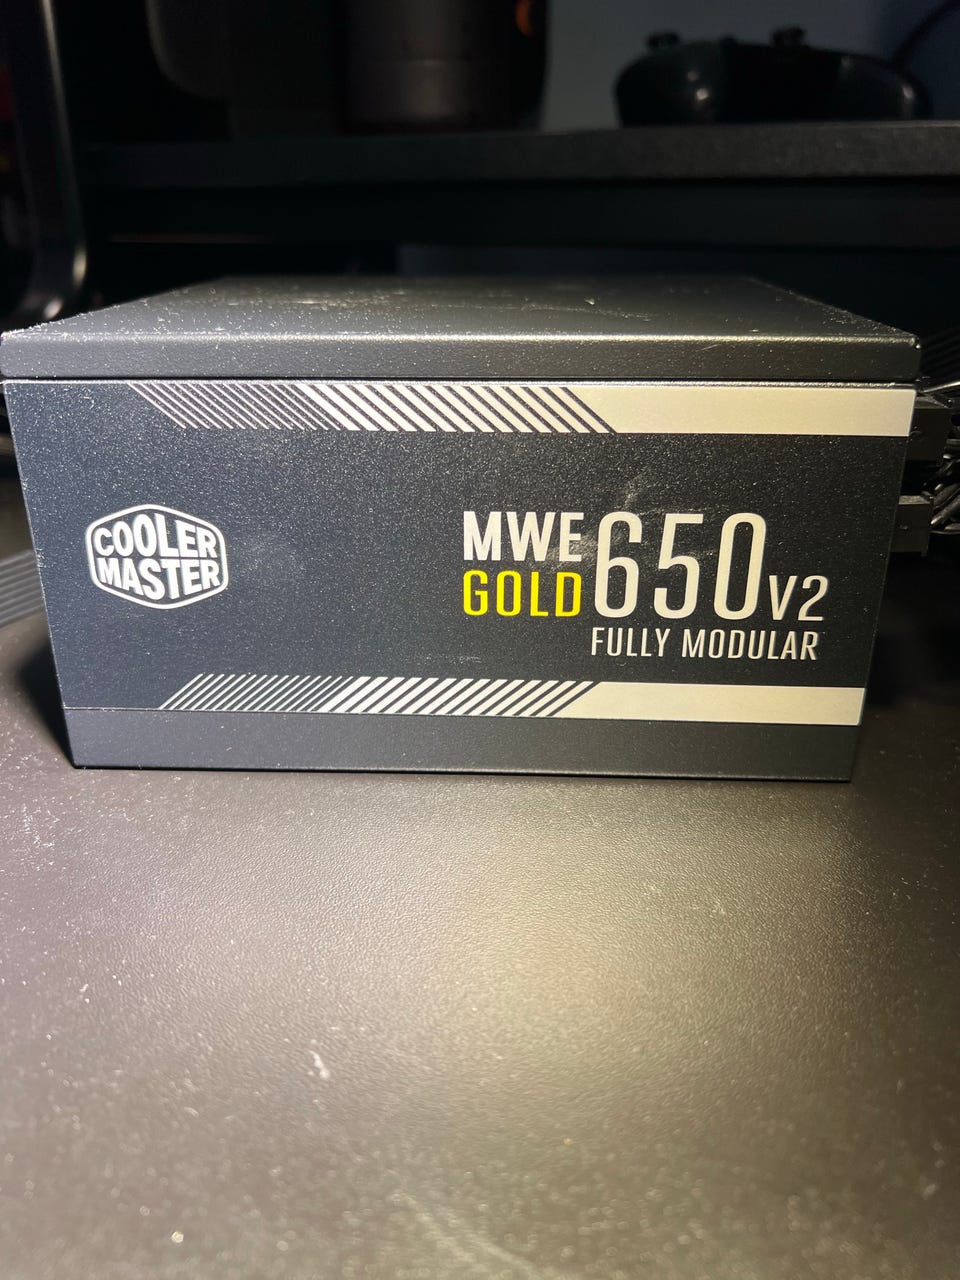 COOLER
MASTER
MWE
GOLD
650 V2
FULLY MODULAR